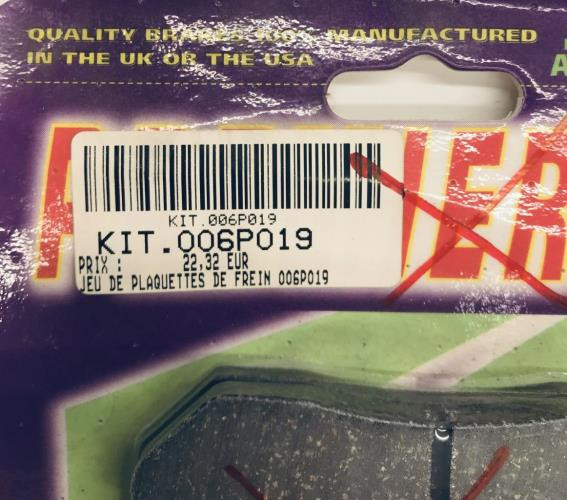 QUALITY BRAKES 100% MANUFACTURED
IN THE UK OR THE USA
KIT.006P019
KIT.006P019
PRIX : 22,32 EUR
JEU DE PLAQUETTES DE FREIN 006P019